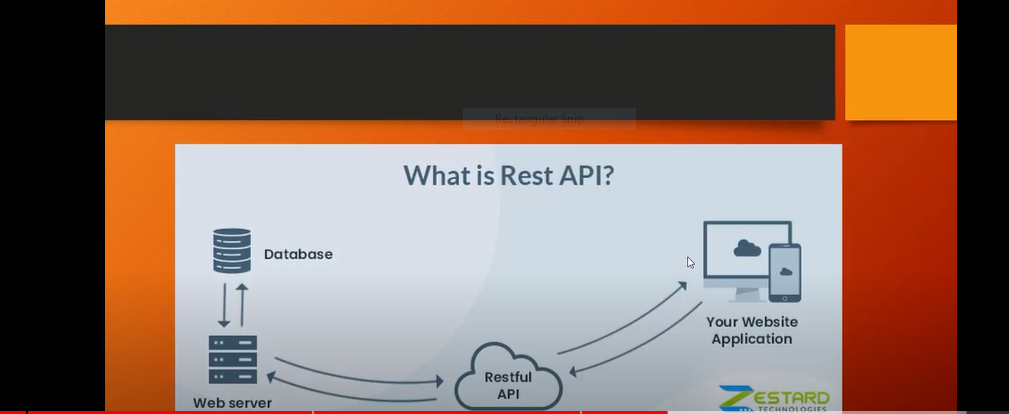 Rectangular Snip
What is Rest API?
Database
Your Website
Application
Restful
API
Web server
ZESTARD
TECHNOLOGIES